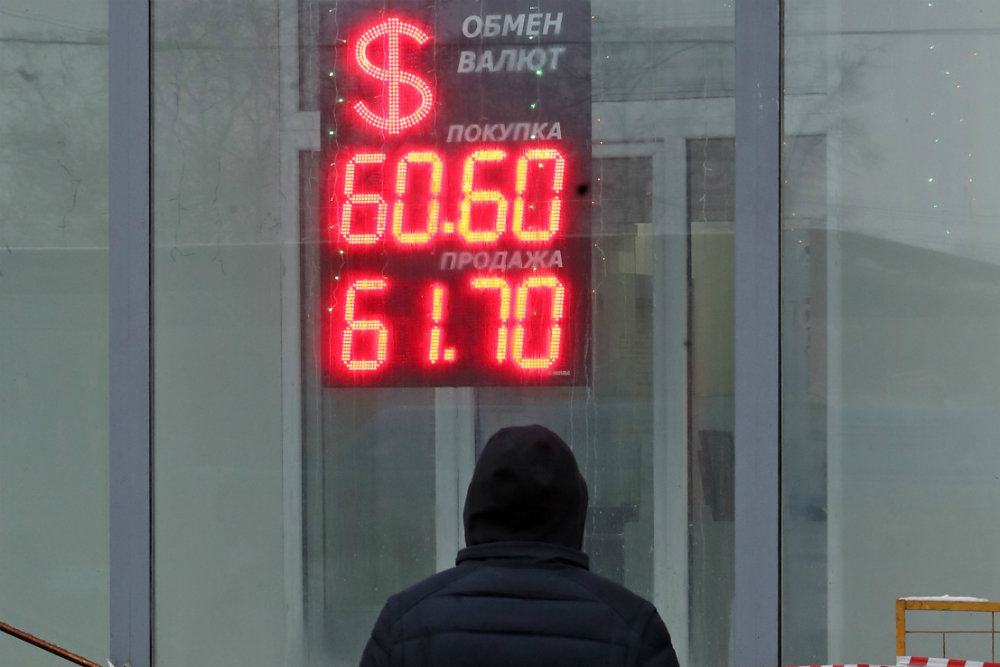 $
ОБМЕН
ВАЛЮТ
ПОКУПКА
60.60
ПРОДАЖА
61.70